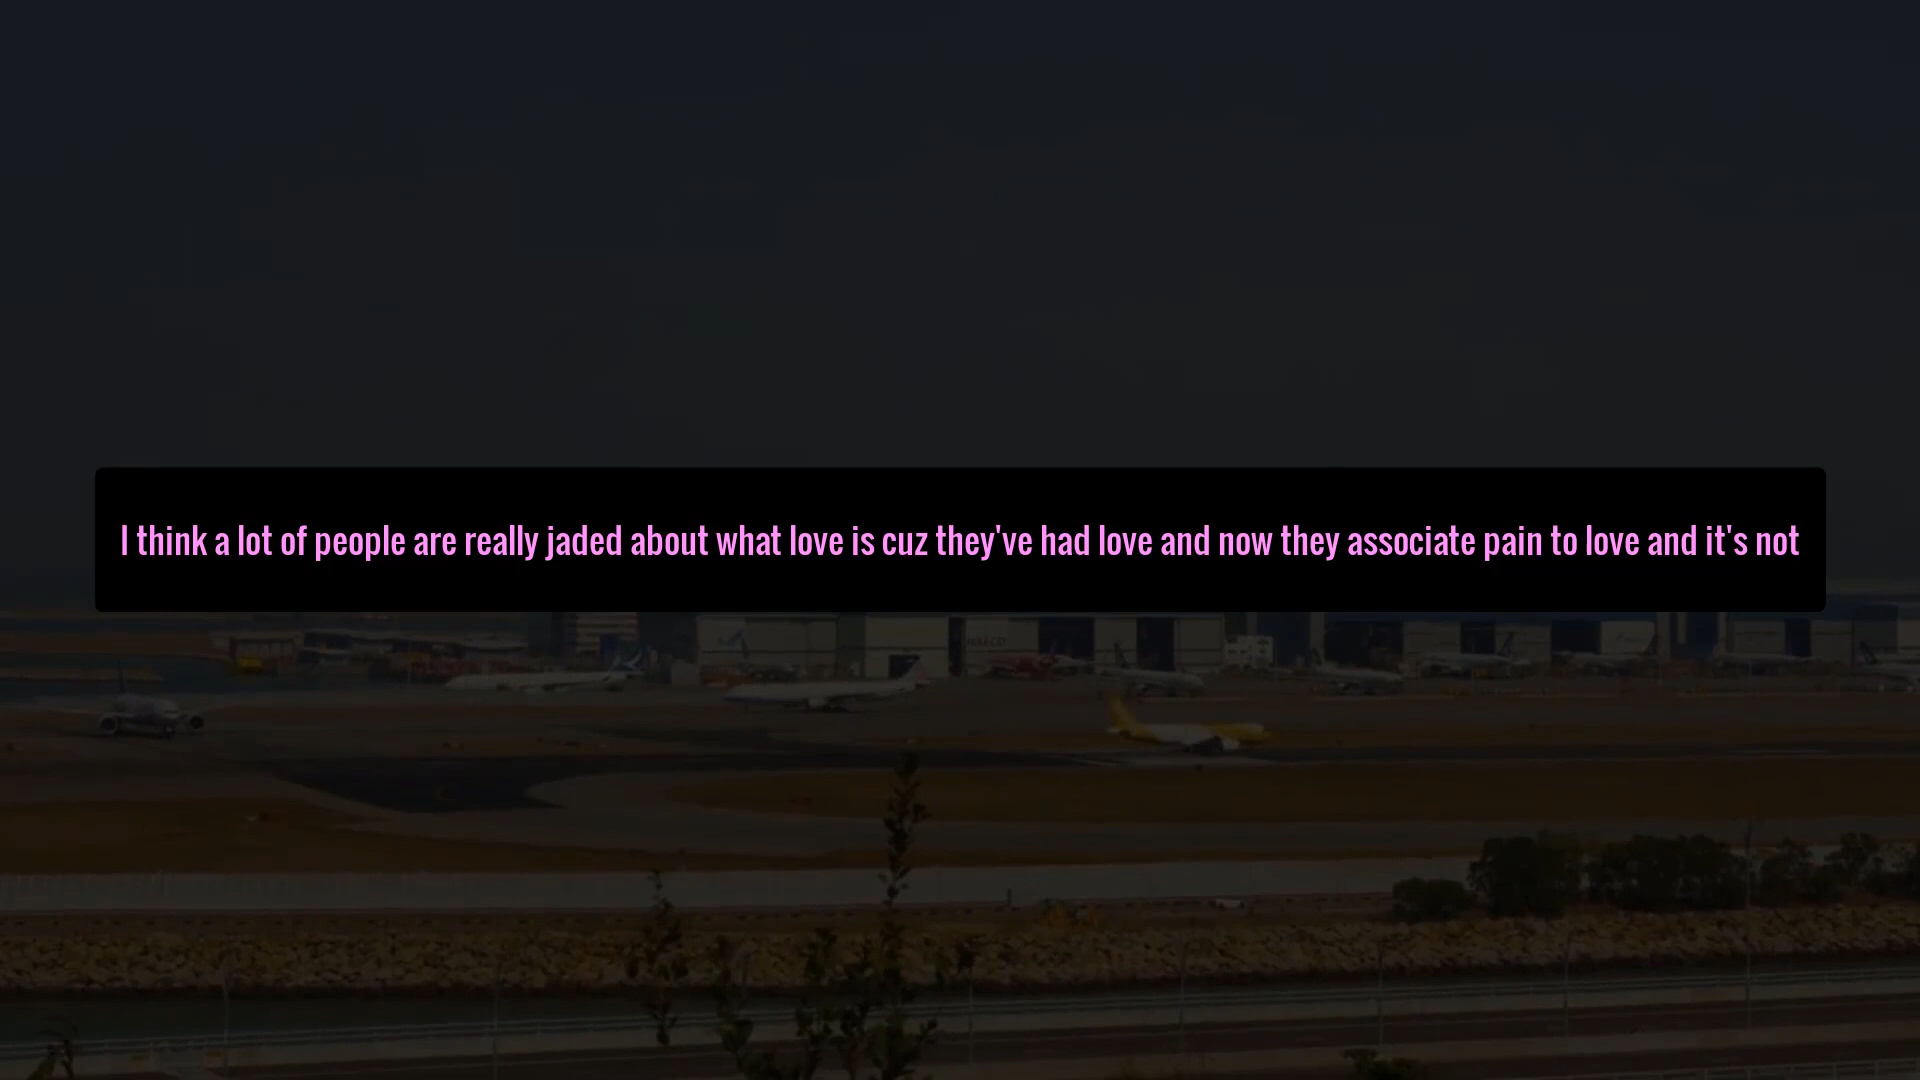 I think a lot of people are really jaded about what love is cuz they've had love and now they associate pain to love and it's not